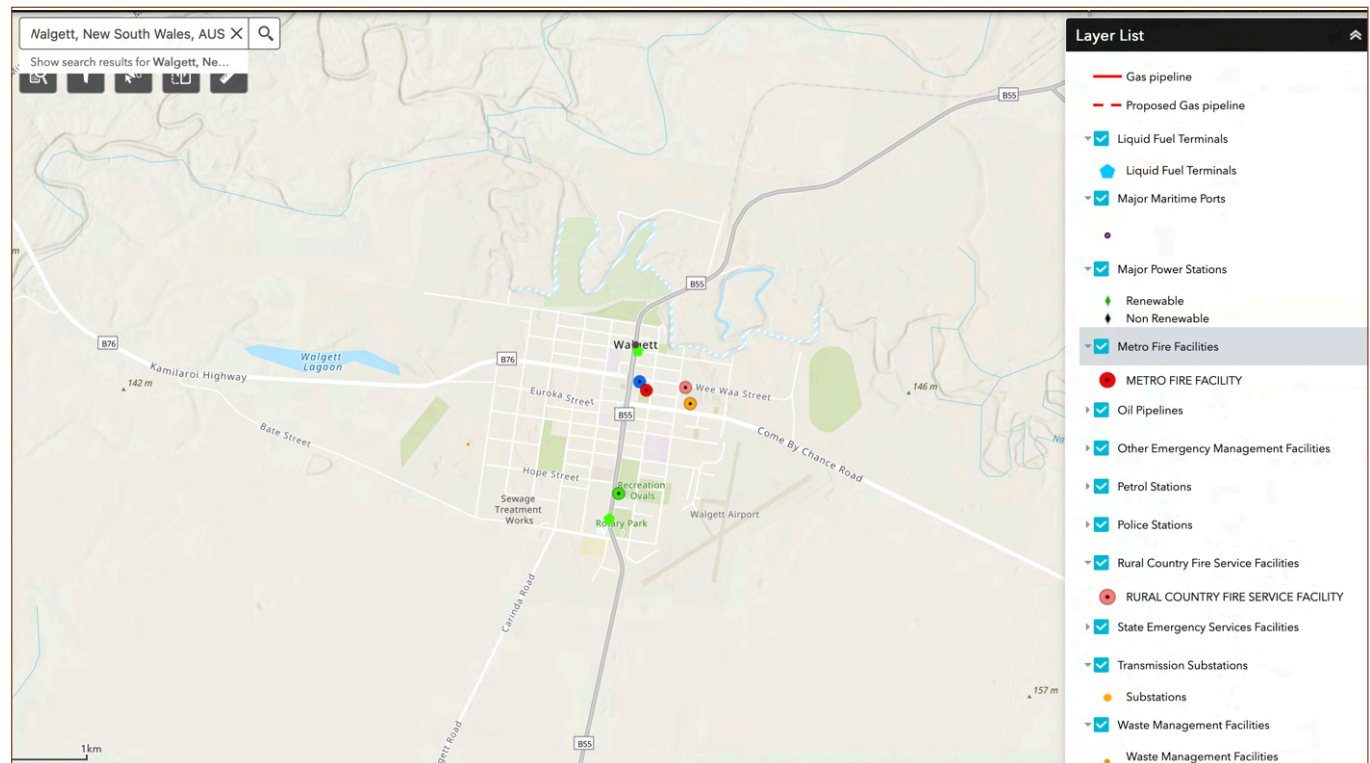 Walgett, New South Wales, AUS
Show search results for Walgett, Ne...
B55
B55
Walgett
B76
B76
Walgett
Lagoon
Kamilaroi Highway
142 m
Euroka Street
Wee Waa Street
146 m
B55
Bate Street
Come By Chance Road
Hope Street
Recreation
Ovals
Sewage
Treatment
Works
Rotary Park
Walgett Airport
Carinda Road
157 m
B55
1km
Layer List
Gas pipeline
Proposed Gas pipeline
Liquid Fuel Terminals
Liquid Fuel Terminals
Major Maritime Ports
Major Power Stations
Renewable
Non Renewable
Metro Fire Facilities
METRO FIRE FACILITY
Oil Pipelines
Other Emergency Management Facilities
Petrol Stations
Police Stations
Rural Country Fire Service Facilities
RURAL COUNTRY FIRE SERVICE FACILITY
State Emergency Services Facilities
Transmission Substations
Substations
Waste Management Facilities
Waste Management Facilities